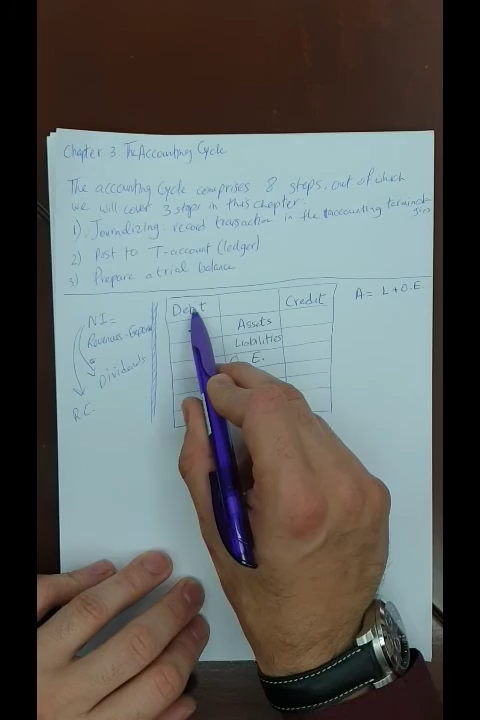 Chapter 3. The Accounting Cycle
The accounting Cycle comprises 8 steps, out of which
we will cover 3 steps in this chapter.
1) Journalizing: record transaction in the accounting
2) Post to T-account (ledger)
3) Prepare a trial balance
NI =
Revenues - Expense
Dividends
R.E.
Debit
Credit
Assets
Liabilities
O.E.
A = L + O.E.